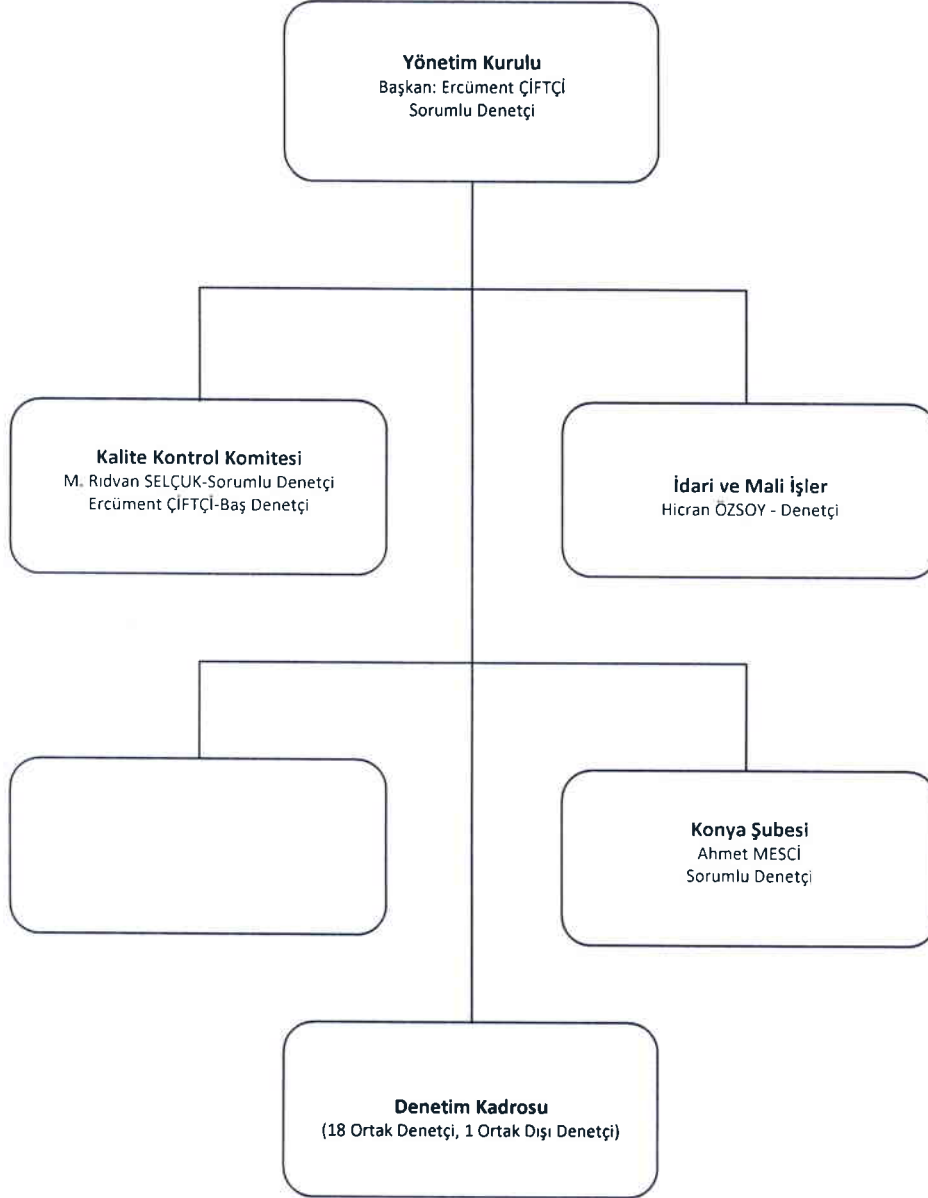 Yönetim Kurulu
Başkan: Ercüment ÇİFTÇİ
Sorumlu Denetçi
Kalite Kontrol Komitesi
M. Rıdvan SELÇUK-Sorumlu Denetçi
Ercüment ÇİFTÇİ-Baş Denetçi
İdari ve Mali İşler
Hicran ÖZSOY - Denetçi
Konya Şubesi
Ahmet MESCİ
Sorumlu Denetçi
Denetim Kadrosu
(18 Ortak Denetçi, 1 Ortak Dışı Denetçi)